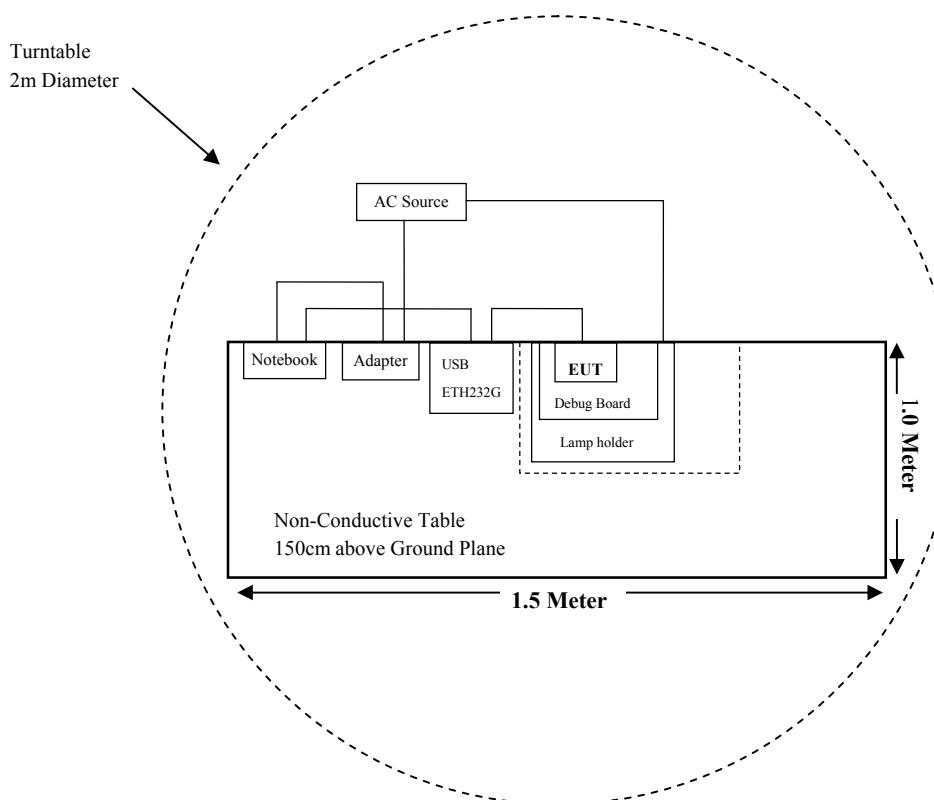 Turntable
2m Diameter
AC Source
Notebook
Adapter
USB
ETH232G
EUT
Debug Board
Lamp holder
1.0 Meter
Non-Conductive Table
150cm above Ground Plane
1.5 Meter